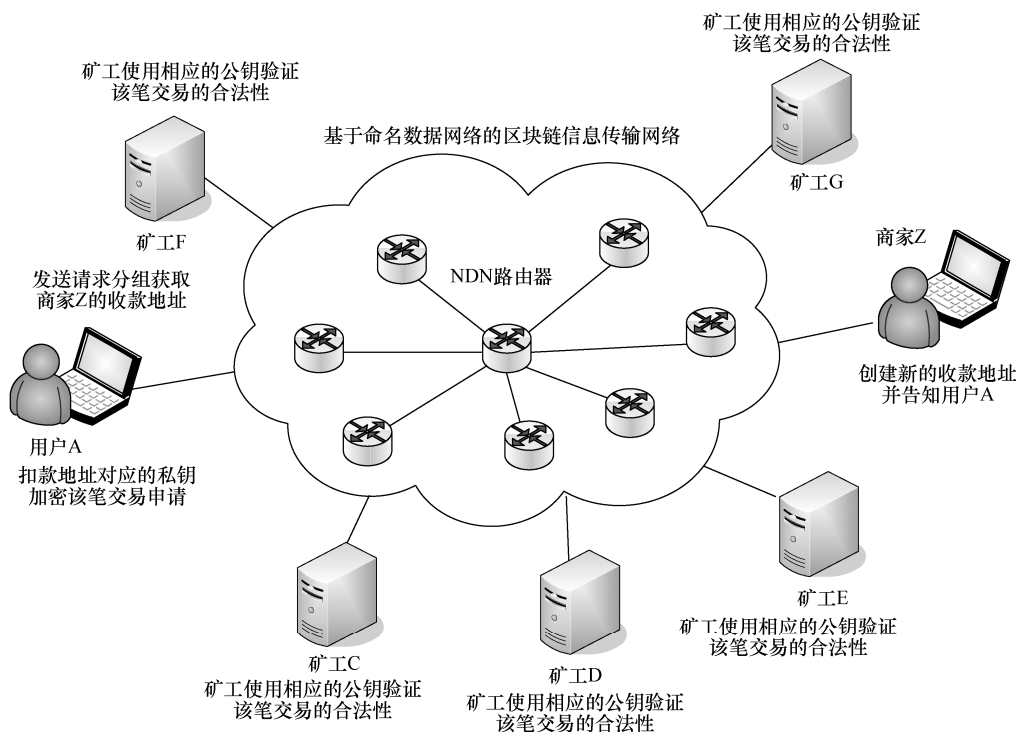 矿工使用相应的公钥验证
该笔交易的合法性
矿工G
矿工使用相应的公钥验证
该笔交易的合法性
矿工F
基于命名数据网络的区块链信息传输网络
NDN路由器
商家Z
创建新的收款地址
并告知用户A
发送请求分组获取
商家Z的收款地址
用户A
扣款地址对应的私钥
加密该笔交易申请
矿工C
矿工使用相应的公钥验证
该笔交易的合法性
矿工D
矿工使用相应的公钥验证
该笔交易的合法性
矿工E
矿工使用相应的公钥验证
该笔交易的合法性